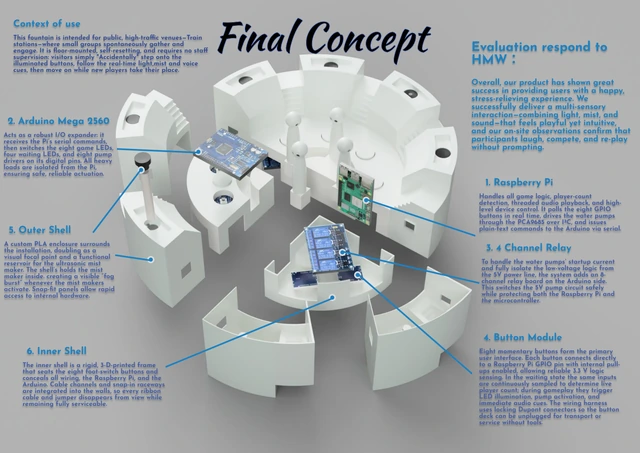 Final Concept
Context of use
This fountain is intended for public, high-traffic venues—Train
stations—where small groups spontaneously gather and
engage. It is floor-mounted, self-resetting, and requires no staff
supervision visitors simply "Accidentally" step onto the
illuminated buttons, follow the real-time light,mist and voice
cues, then move on while new players take their place.
2. Arduino Mega 2560
Acts as a robust I/O expander: it
receives the Pi's serial commands,
then switches the eight game LEDs,
four waiting LEDs, and eight pump
drivers on its digital pins. All heavy
loads are isolated from the Pi,
ensuring safe, reliable activation.
5. Outer Shell
A custom PLA enclosure surrounds
the installation, doubling as a
visual focal point and a functional
reservoir for the ultrasonic mist
maker. The shell's holds the mist
maker inside, creating a visible "fog
burst" whenever the mist makers
activate. Snap-fit panels allow rapid
access to internal hardware.
6. Inner Shell
The inner shell is a rigid, 3-D-printed frame
that seats the eight foot-switch buttons and
conceals all wiring, the Raspberry Pi, and the
Arduino. Cable channels and snap-in raceways
are integrated into the walls, so every ribbon
cable and jumper disappears from view while
remaining fully serviceable.
Evaluation respond to
HMW :
Overall, our product has shown great
success in providing users with a happy,
stress-relieving experience. We
successfully deliver a multi-sensory
interaction—combining light, mist, and
sound—that feels playful yet intuitive,
and our on-site observations confirm that
participants laugh, compete, and re-play
without prompting.
1. Raspberry Pi
Handles all game logic, player-count
detection, threaded audio playback, and high-
level device control. It polls the eight GPIO
buttons in real time, drives the water pumps
through the PCA9685 over I²C, and issues
plain-text commands to the Arduino via serial.
3. 4 Channel Relay
To handle the water pumps' startup current
and fully isolate the low-voltage logic from
the 5V power line, the system adds an 8-
channel relay board on the Arduino side.
This switches the 5V pump circuit safely
while protecting both the Raspberry Pi and
the microcontroller.
4. Button Module
Eight momentary buttons form the primary
user interface. Each button connects directly
to a Raspberry Pi GPIO pin with internal pull-
ups enabled, allowing reliable 3.3 V logic
sensing. In the waiting state the same inputs
are continuously sampled to determine live
player count; during gameplay they trigger
LED illumination, pump activation, and
immediate audio cues. The wiring harness
uses locking Dupont connectors so the button
deck can be unplugged for transport or
service without tools.